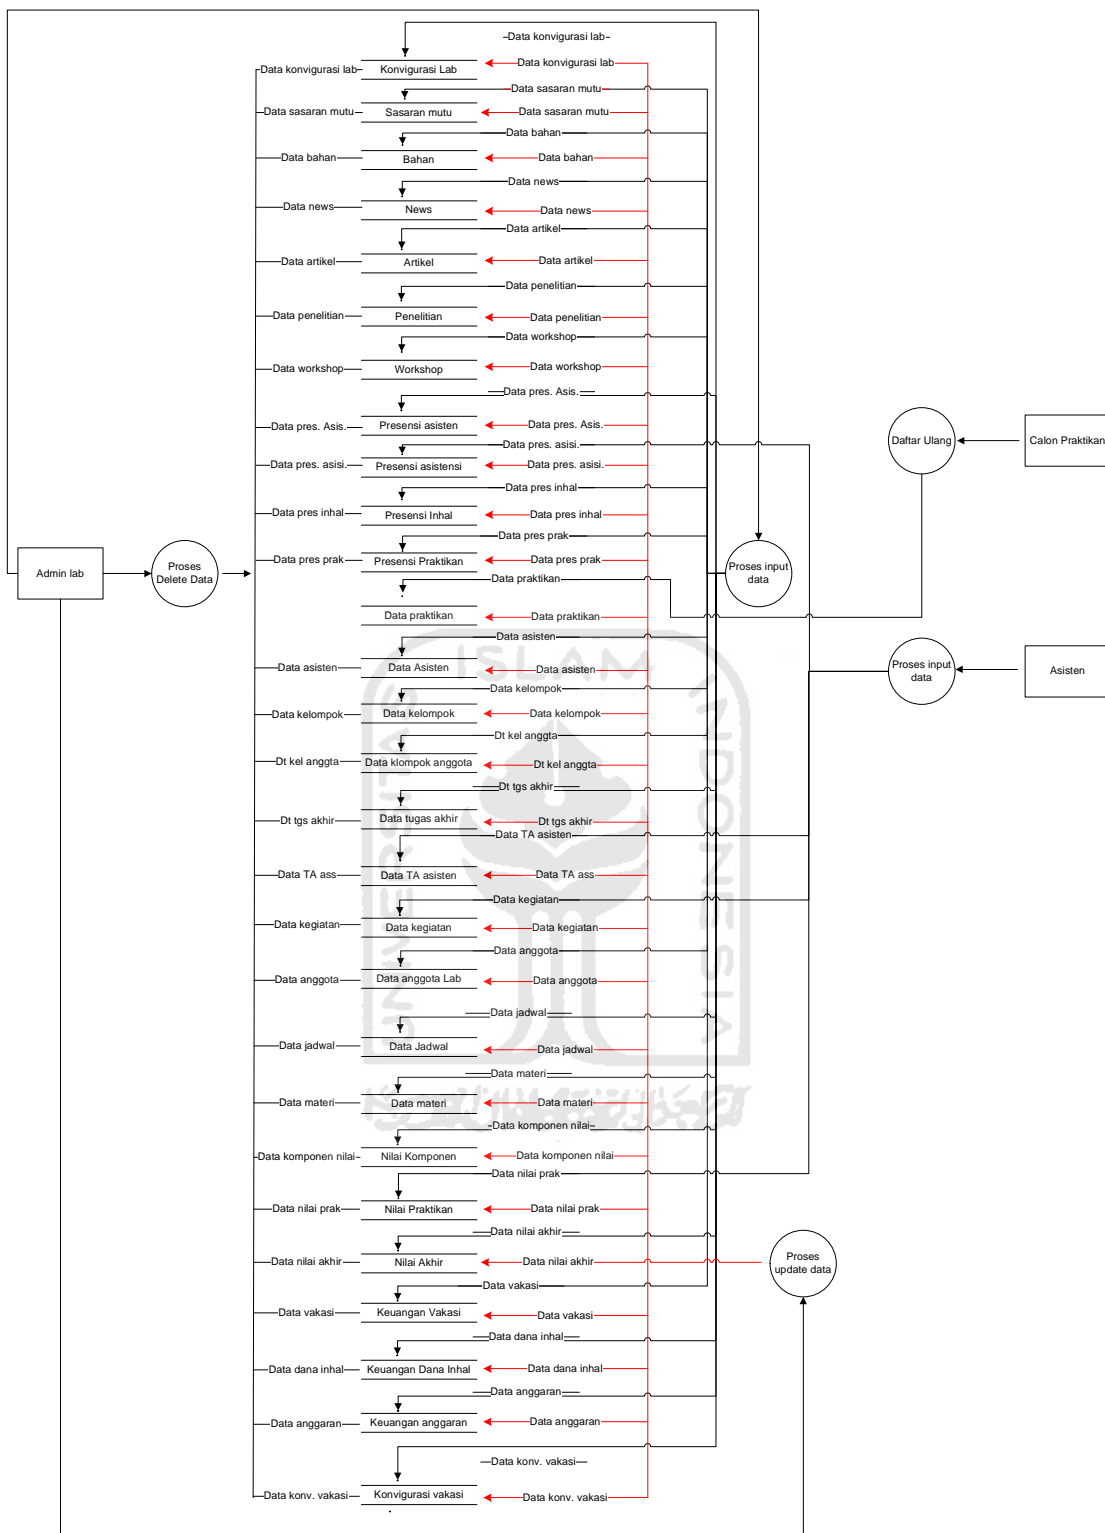 Data konvigurasi lab
Data konvigurasi lab
Data konvigurasi lab
Konvigurasi Lab
Data sasaran mutu
Data sasaran mutu
Sasaran mutu
Data sasaran mutu
Data bahan
Data bahan
Bahan
Data bahan
Data news
Data news
News
Data news
Data artikel
Data artikel
Artikel
Data artikel
Data penelitian
Data penelitian
Penelitian
Data penelitian
Data workshop
Data workshop
Workshop
Data workshop
Data pres. Asis.
Data pres. Asis.
Presensi asisten
Data pres. Asis.
Daftar Ulang
Calon Praktikan
Data pres. asisi.
Data pres. asisi.
Presensi asistensi
Data pres. asisi.
Data pres inhal
Data pres inhal
Presensi Inhal
Data pres inhal
Data pres prak
Data pres prak
Presensi Praktikan
Data pres prak
Admin lab
Proses
Delete Data
Proses input
data
Data praktikan
Data praktikan
Data praktikan
Data asisten
Data asisten
Data Asisten
Data asisten
Proses input
data
Asisten
Data kelompok
Data kelompok
Data kelompok
Data kelompok
Dt kel anggta
Dt kel anggta
Data klompok anggota
Dt kel anggta
Dt tgs akhir
Dt tgs akhir
Data tugas akhir
Dt tgs akhir
Data TA asisten
Data TA ass
Data TA asisten
Data TA ass
Data kegiatan
Data kegiatan
Data kegiatan
Data kegiatan
Data anggota
Data anggota
Data anggota Lab
Data anggota
Data jadwal
Data jadwal
Data Jadwal
Data jadwal
Data materi
Data materi
Data materi
Data materi
Data komponen nilai
Data komponen nilai
Nilai Komponen
Data komponen nilai
Data nilai prak
Data nilai prak
Nilai Praktikan
Data nilai prak
Data nilai akhir
Data nilai akhir
Nilai Akhir
Data nilai akhir
Proses
update data
Data vakasi
Data vakasi
Keuangan Vakasi
Data vakasi
Data dana inhal
Data dana inhal
Keuangan Dana Inhal
Data dana inhal
Data anggaran
Data anggaran
Keuangan anggaran
Data anggaran
Data konv. vakasi
Data konv. vakasi
Konvigurasi vakasi
Data konv. vakasi
UNIVERSITAS
ISLAM
INDONESIA